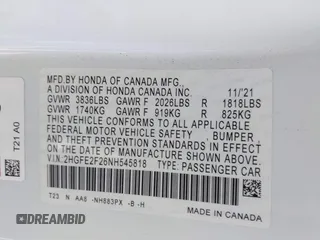 MFD.BY HONDA OF CANADA MFG.,
A DIVISION OF HONDA CANADA INC. 11/'21
GVWR 3836LBS GAWR F 2026LBS R 1818LBS
GVWR 1740KG GAWR F 919KG R 825KG
THIS VEHICLE CONFORMS TO ALL APPLICABLE
FEDERAL MOTOR VEHICLE SAFETY , BUMPER ,
AND THEFT PREVENTION STANDARDS IN EFFECT
ON THE DATE OF MANUFACTURE SHOWN ABOVE.
V.I.N.:2HGFE2F26NH545818 TYPE: PASSENGER CAR
T23 N AA6 -NH883PX -B -H
MADE IN CANADA
T21 A0
DREAMBID